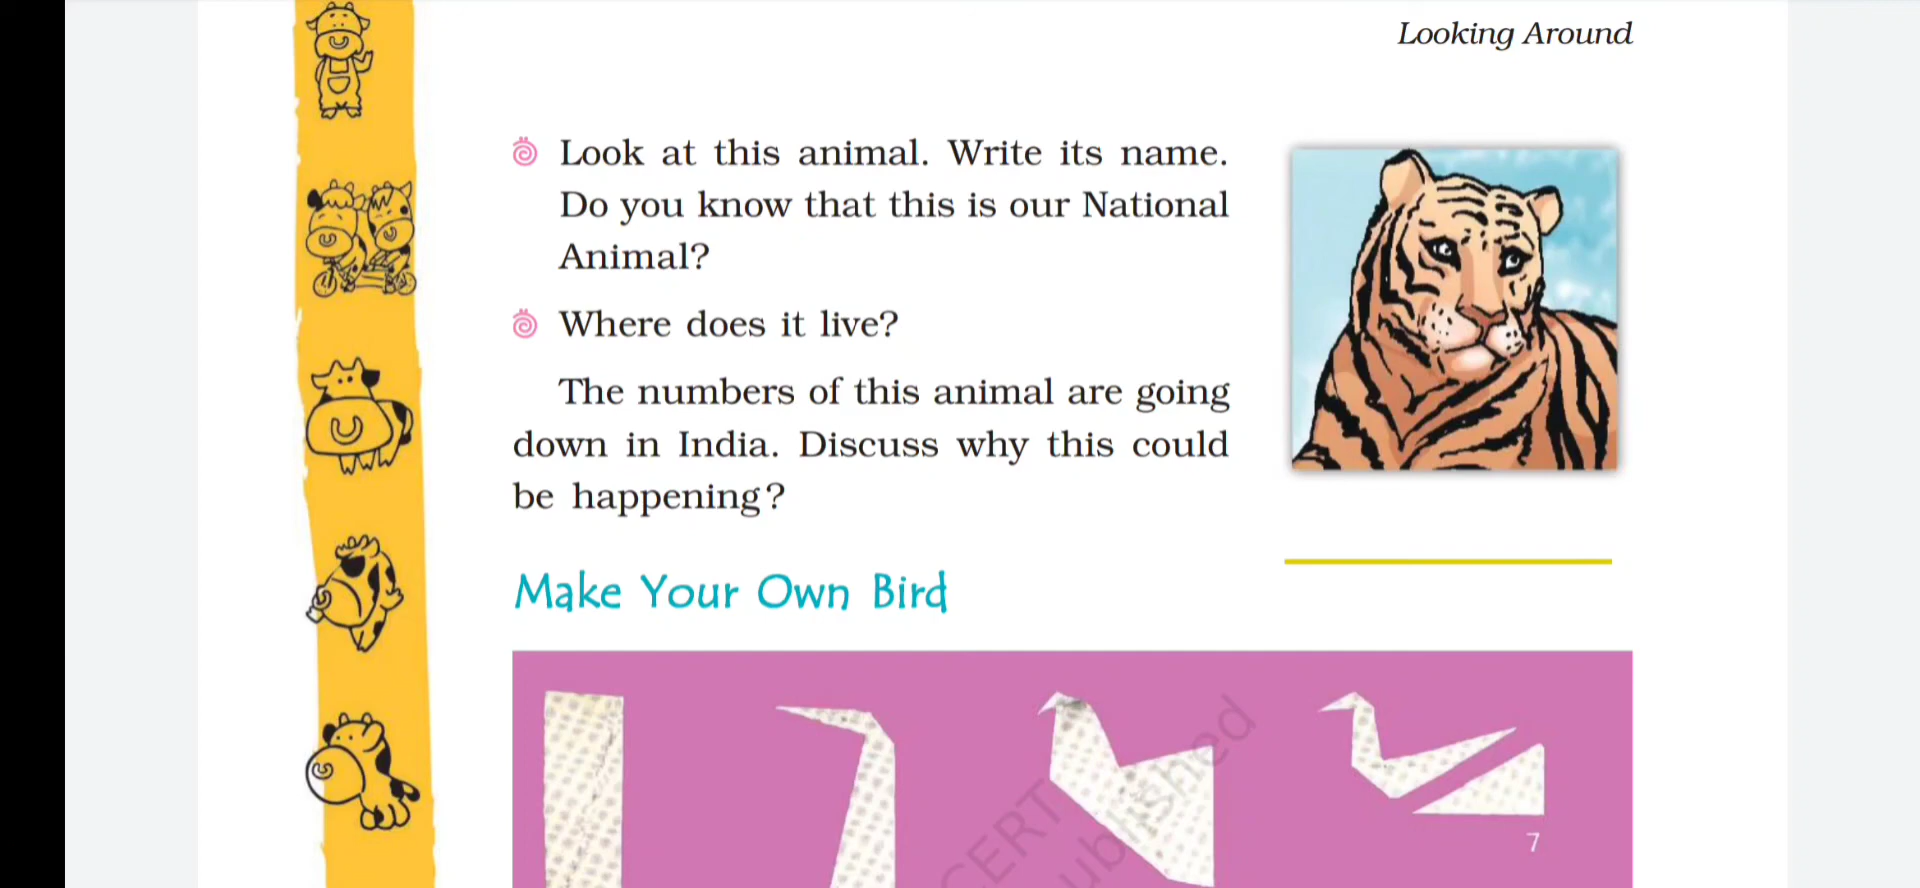 Looking Around
Look at this animal. Write its name.
Do you know that this is our National
Animal?
Where does it live?
The numbers of this animal are going
down in India. Discuss why this could
be happening?
Make Your Own Bird
7
CERT
ublished